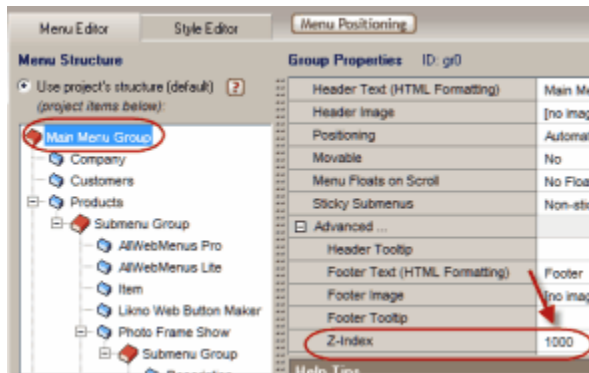 Menu Editor
Style Editor
Menu Positioning
Menu Structure
Use project's structure (default) ?
(project items below):
Main Menu Group
Company
Customers
Products
Submenu Group
AllWebMenus Pro
AllWebMenus Lite
Item
Likno Web Button Maker
Photo Frame Show
Submenu Group
Group Properties ID: gr0
Header Text (HTML Formatting) Main Me
Header Image [no imag
Positioning Automat
Movable No
Menu Floats on Scroll No Floa
Sticky Submenus Non-stic
Advanced ...
Header Tooltip
Footer Text (HTML Formatting) Footer
Footer Image [no imag
Footer Tooltip
Z-Index 1000
Help Tips